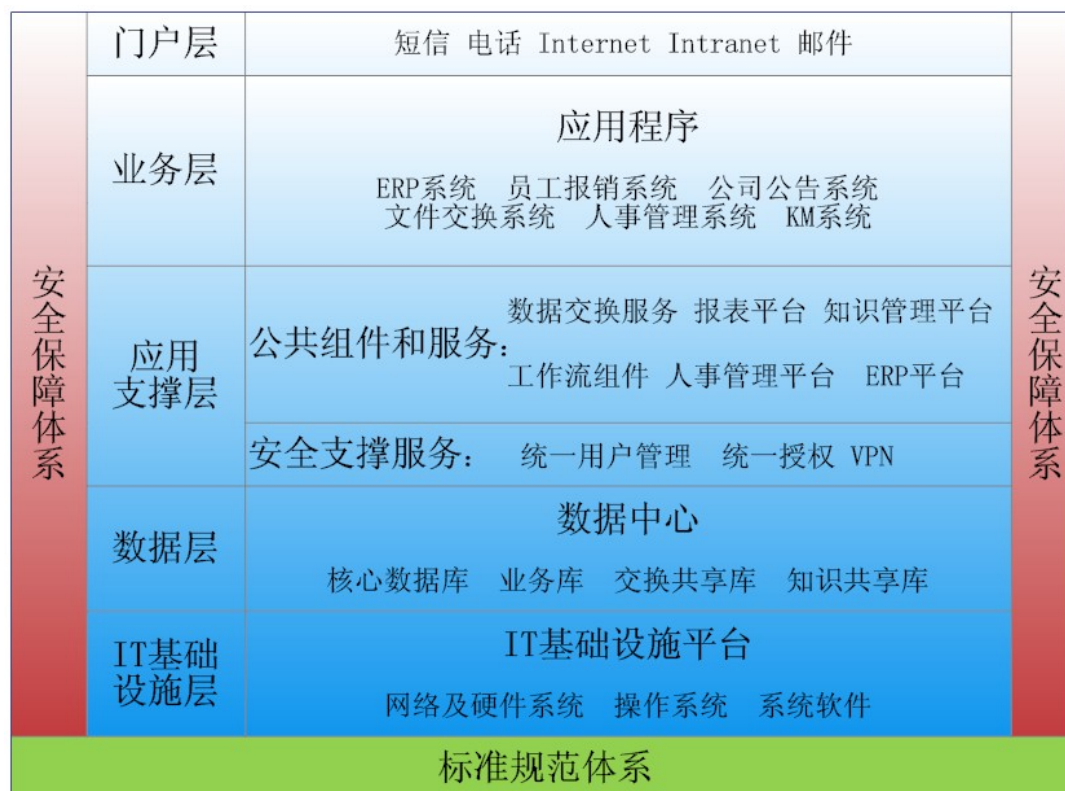 门户层
短信 电话 Internet Intranet 邮件
业务层
应用程序
ERP系统 员工报销系统 公司公告系统
文件交换系统 人事管理系统 KM系统
安全保障体系
应用
支撑层
公共组件和服务：
数据交换服务 报表平台 知识管理平台
工作流组件 人事管理平台 ERP平台
安全支撑服务： 统一用户管理 统一授权 VPN
安全保障体系
数据层
数据中心
核心数据库 业务库 交换共享库 知识共享库
IT基础
设施层
IT基础设施平台
网络及硬件系统 操作系统 系统软件
标准规范体系